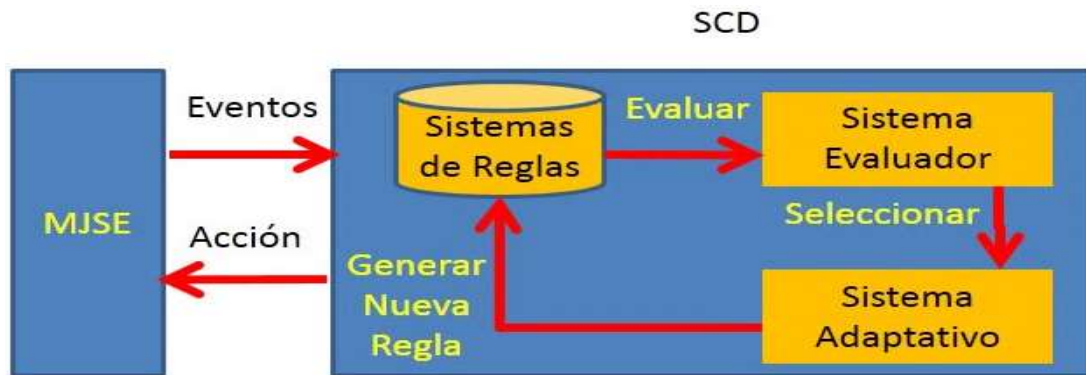 SCD
MJSE
Eventos
Acción
Sistemas
de Reglas
Evaluar
Sistema
Evaluador
Seleccionar
Sistema
Adaptativo
Generar
Nueva
Regla